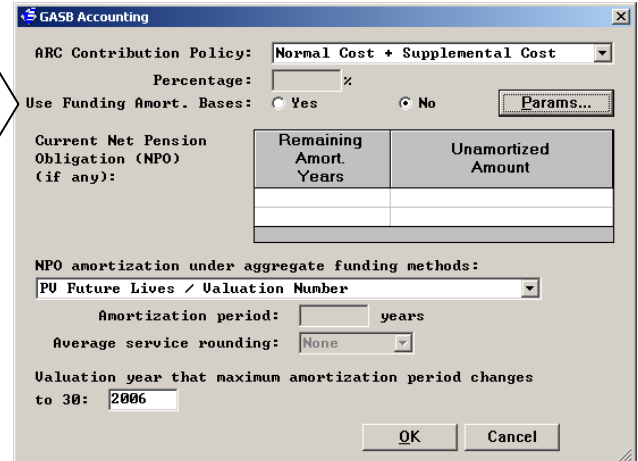 GASB Accounting
ARC Contribution Policy: Normal Cost + Supplemental Cost
Percentage: %
Use Funding Amort. Bases: Yes No Params...
Current Net Pension
Obligation (NPO)
(if any):
Remaining
Amort.
Years
Unamortized
Amount
NPO amortization under aggregate funding methods:
PV Future Lives / Valuation Number
Amortization period: years
Average service rounding: None
Valuation year that maximum amortization period changes
to 30: 2006
OK Cancel